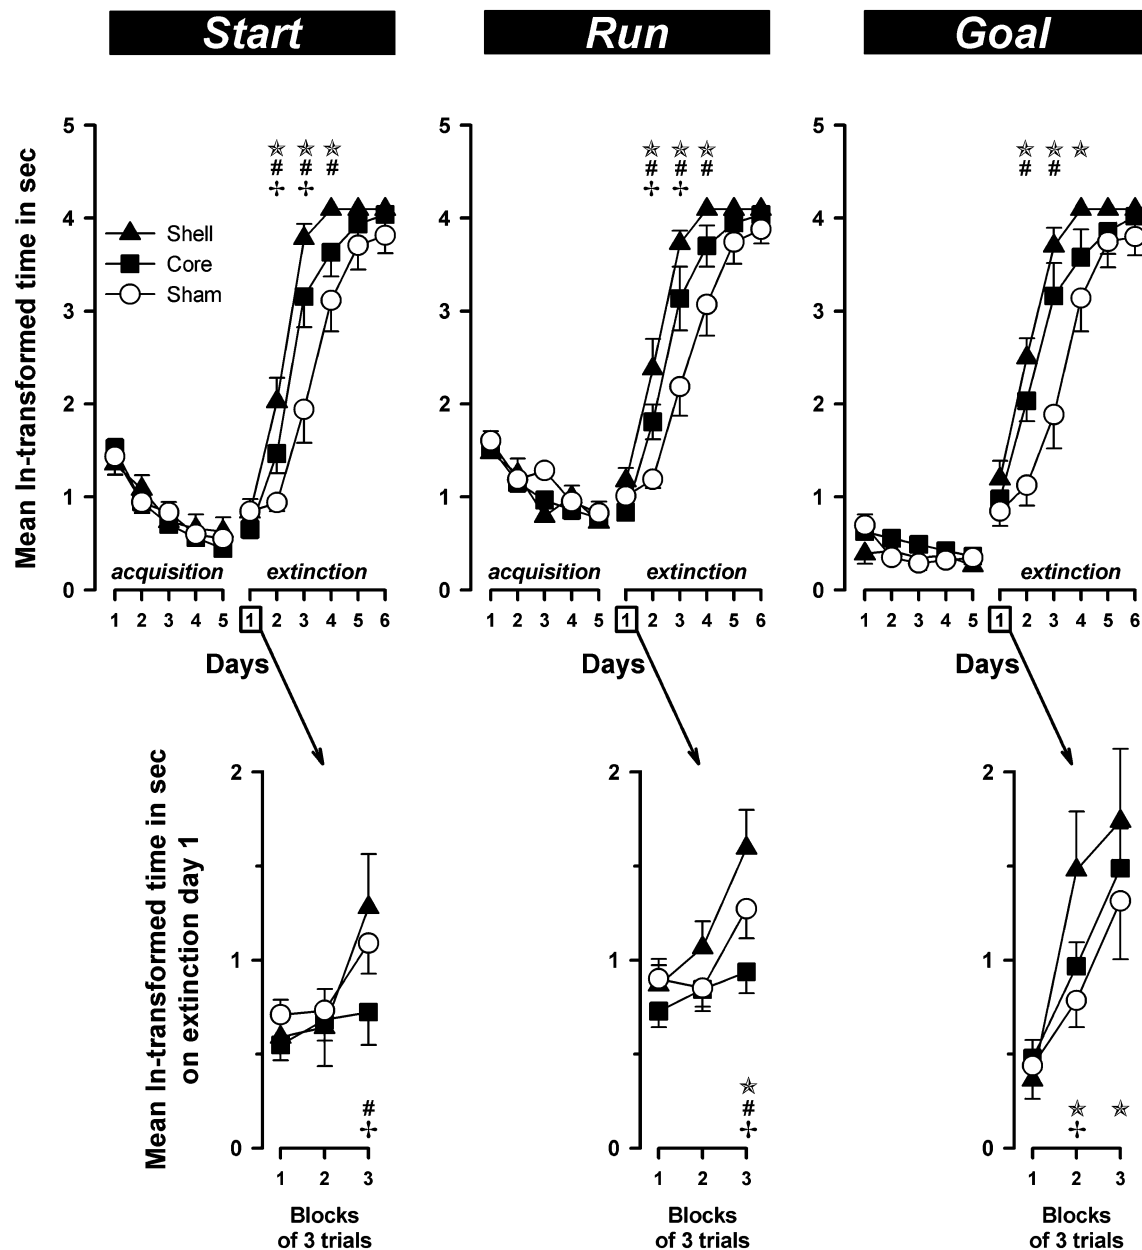 Start Run Goal
5 5 5
4 4 4
3 3 3
2 2 2
1 1 1
0 0 0
Mean ln-transformed time in sec
Shell
Core
Sham
✯ ✯ ✯ ✯ ✯ ✯ ✯ ✯ ✯
# # # # # # # #
✢ ✢ ✢ ✢
acquisition extinction acquisition extinction extinction
1 2 3 4 5 1 2 3 4 5 6 1 2 3 4 5 1 2 3 4 5 6 1 2 3 4 5 1 2 3 4 5 6
Days Days Days
Mean ln-transformed time in sec
on extinction day 1
2 2 2
1 1 1
0 0 0
✯ ✯ ✯
# #
✢ ✢ ✢
1 2 3 1 2 3 1 2 3
Blocks Blocks Blocks
of 3 trials of 3 trials of 3 trials